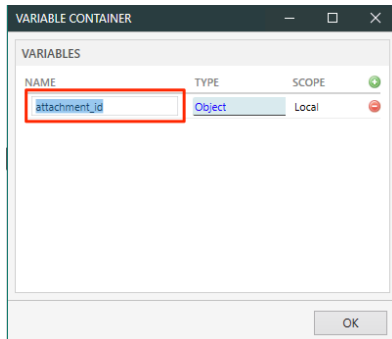 VARIABLE CONTAINER
VARIABLES
NAME TYPE SCOPE
attachment_id Object Local
OK